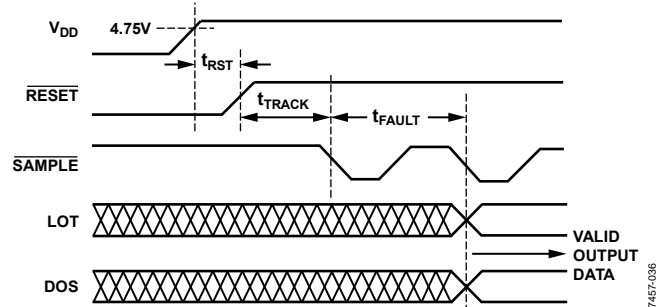 VDD
4.75V
tRST
RESET
tTRACK
tFAULT
SAMPLE
LOT
VALID
OUTPUT
DATA
DOS
07457-036